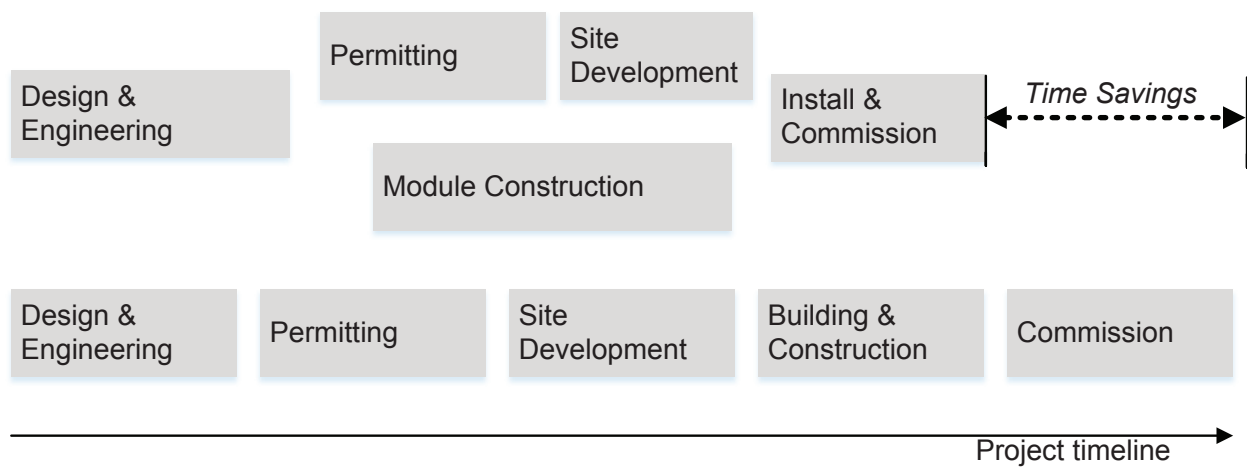 Permitting
Site
Development
Design &
Engineering
Install &
Commission
Time Savings
Module Construction
Design &
Engineering
Permitting
Site
Development
Building &
Construction
Commission
Project timeline